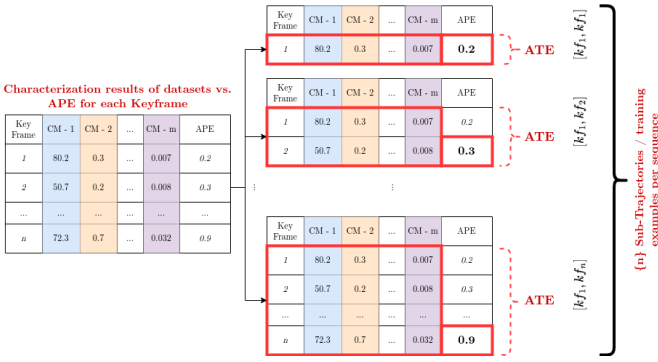 Characterization results of datasets vs.
APE for each Keyframe
Key Frame CM - 1 CM - 2 ... CM - m APE
1 80.2 0.3 ... 0.007 0.2
2 50.7 0.2 ... 0.008 0.3
... ... ... ... ...
n 72.3 0.7 ... 0.032 0.9
Key Frame CM - 1 CM - 2 ... CM - m APE
1 80.2 0.3 ... 0.007 0.2
ATE
[kf₁, kf₁]
Key Frame CM - 1 CM - 2 ... CM - m APE
1 80.2 0.3 ... 0.007 0.2
2 50.7 0.2 ... 0.008 0.3
ATE
[kf₁, kf₂]
⋮ ⋮
Key Frame CM - 1 CM - 2 ... CM - m APE
1 80.2 0.3 ... 0.007 0.2
2 50.7 0.2 ... 0.008 0.3
... ... ... ... ...
n 72.3 0.7 ... 0.032 0.9
ATE
[kf₁, kfₙ]
{n} Sub-Trajectories / training
examples per sequence